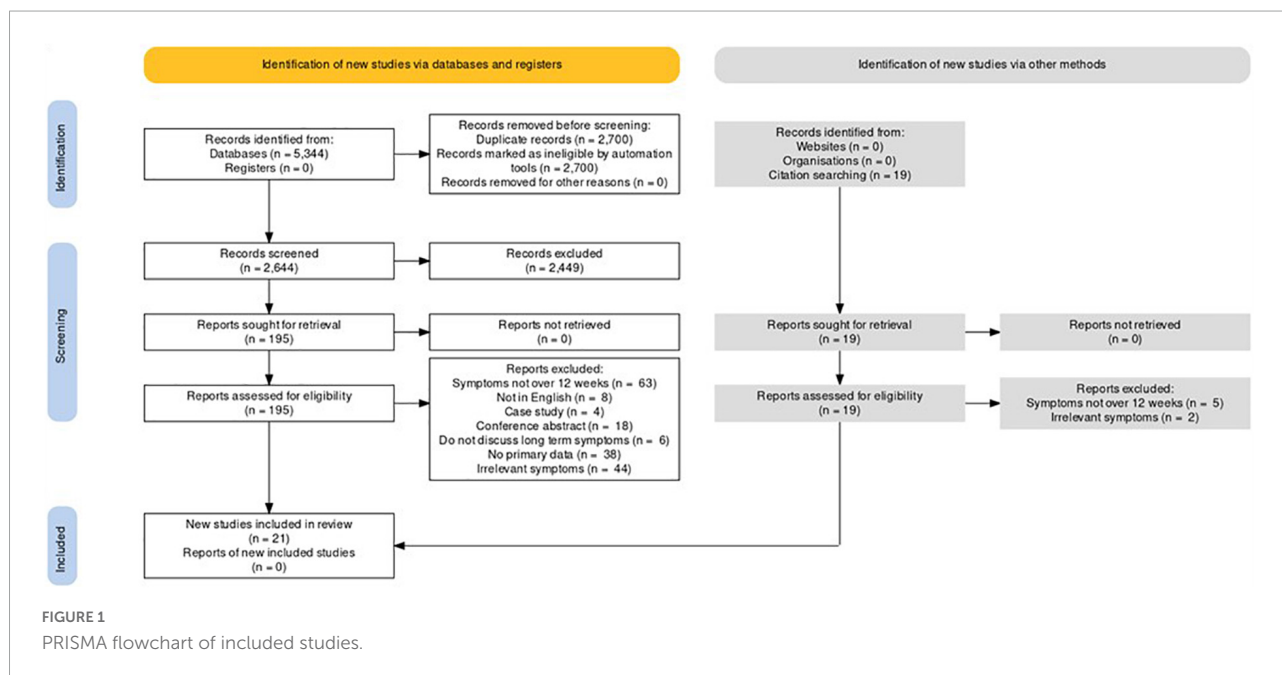 Identification of new studies via databases and registers
Identification of new studies via other methods
Identification
Records identified from:
Databases (n = 5,344)
Registers (n = 0)
Records removed before screening:
Duplicate records (n = 2,700)
Records marked as ineligible by automation
tools (n = 2,700)
Records removed for other reasons (n = 0)
Records identified from:
Websites (n = 0)
Organisations (n = 0)
Citation searching (n = 19)
Screening
Records screened
(n = 2,644)
Records excluded
(n = 2,449)
Reports sought for retrieval
(n = 195)
Reports not retrieved
(n = 0)
Reports sought for retrieval
(n = 19)
Reports not retrieved
(n = 0)
Reports assessed for eligibility
(n = 195)
Reports excluded:
Symptoms not over 12 weeks (n = 63)
Not in English (n = 8)
Case study (n = 4)
Conference abstract (n = 18)
Do not discuss long term symptoms (n = 6)
No primary data (n = 38)
Irrelevant symptoms (n = 44)
Reports assessed for eligibility
(n = 19)
Reports excluded:
Symptoms not over 12 weeks (n = 5)
Irrelevant symptoms (n = 2)
Included
New studies included in review
(n = 21)
Reports of new included studies
(n = 0)
FIGURE 1
PRISMA flowchart of included studies.